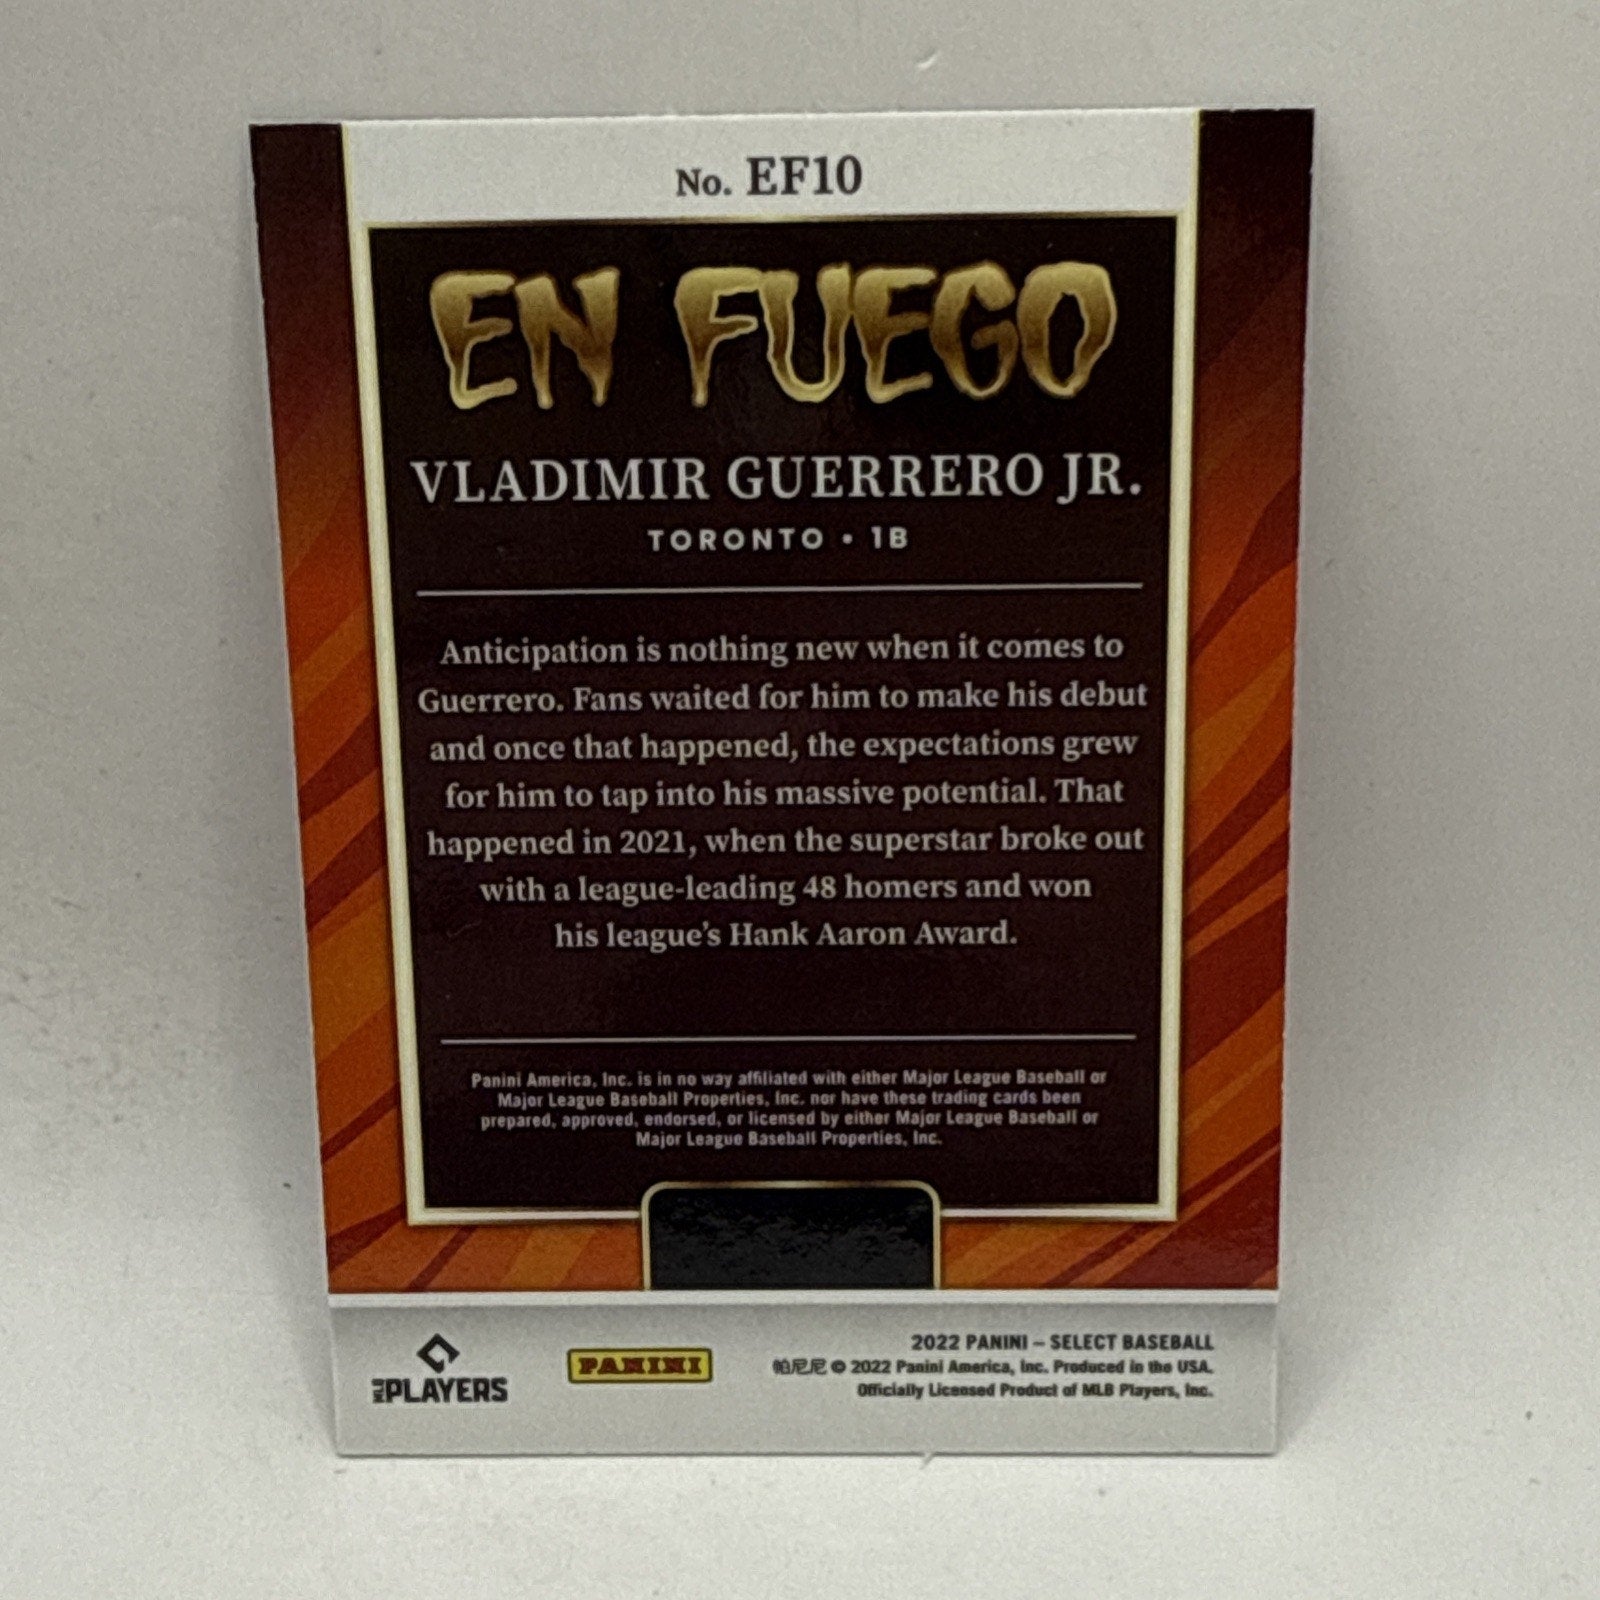 No. EF10
EN FUEGO
VLADIMIR GUERRERO JR.
TORONTO • 1B
Anticipation is nothing new when it comes to
Guerrero. Fans waited for him to make his debut
and once that happened, the expectations grew
for him to tap into his massive potential. That
happened in 2021, when the superstar broke out
with a league-leading 48 homers and won
his league's Hank Aaron Award.
Panini America, Inc. is in no way affiliated with either Major League Baseball or
Major League Baseball Properties, Inc. nor have these trading cards been
prepared, approved, endorsed, or licensed by either Major League Baseball or
Major League Baseball Properties, Inc.
MLB PLAYERS
PANINI
2022 PANINI – SELECT BASEBALL
帕尼尼 © 2022 Panini America, Inc. Produced in the USA.
Officially Licensed Product of MLB Players, Inc.